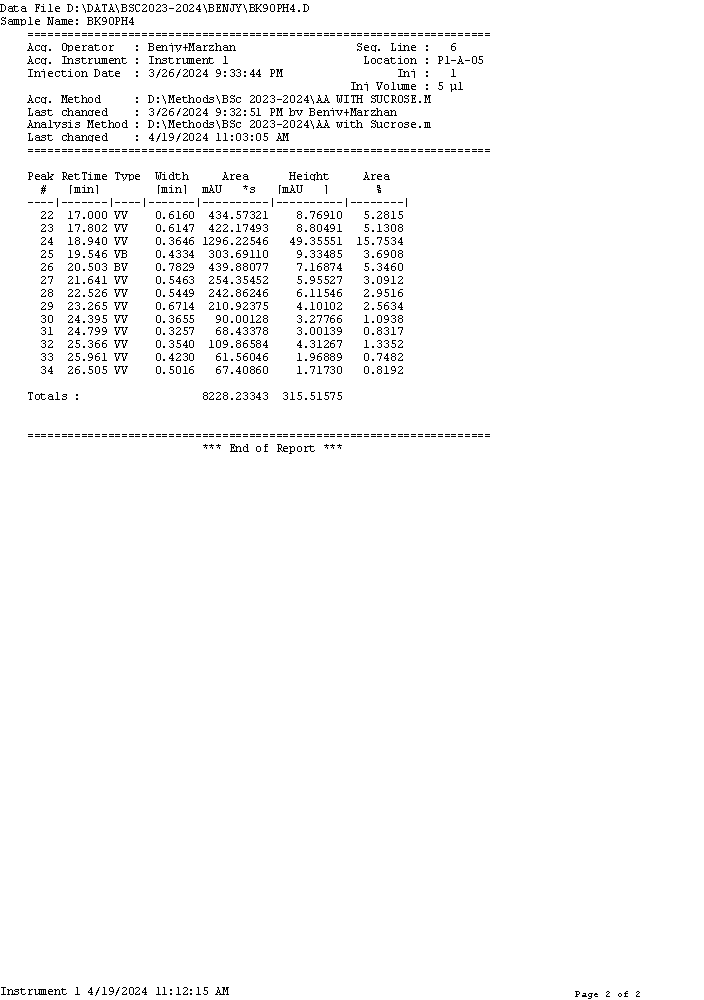 Data File D:\DATA\BSC2023-2024\BENJY\BK90PH4.D
Sample Name: BK90PH4
=====================================================================
Acq. Operator   : Benjy+Marzhan                  Seq. Line :   6
Acq. Instrument : Instrument 1                    Location : P1-A-05
Injection Date  : 3/26/2024 9:33:44 PM                 Inj :   1
Inj Volume : 5 µl
Acq. Method     : D:\Methods\BSc 2023-2024\AA WITH SUCROSE.M
Last changed    : 3/26/2024 9:32:51 PM by Benjy+Marzhan
Analysis Method : D:\Methods\BSc 2023-2024\AA with Sucrose.m
Last changed    : 4/19/2024 11:03:05 AM
=====================================================================
Peak RetTime Type  Width     Area      Height     Area
  #   [min]        [min]  mAU   *s   [mAU   ]      %
----|-------|----|-------|----------|----------|--------|
  22  17.000 VV   0.6160  434.57321    8.76910   5.2815
  23  17.802 VV   0.6147  422.17493    8.80491   5.1308
  24  18.940 VV   0.3646 1296.22546   49.35551  15.7534
  25  19.546 VB   0.4334  303.69110    9.33485   3.6908
  26  20.503 BV   0.7829  439.88077    7.16874   5.3460
  27  21.641 VV   0.5463  254.35452    5.95527   3.0912
  28  22.526 VV   0.5449  242.86246    6.11546   2.9516
  29  23.265 VV   0.6714  210.92375    4.10102   2.5634
  30  24.395 VV   0.3655   90.00128    3.27766   1.0938
  31  24.799 VV   0.3257   68.43378    3.00139   0.8317
  32  25.366 VV   0.3540  109.86584    4.31267   1.3352
  33  25.961 VV   0.4230   61.56046    1.96889   0.7482
  34  26.505 VV   0.5016   67.40860    1.71730   0.8192
Totals :                  8228.23343  315.51575
=====================================================================
*** End of Report ***
Instrument 1 4/19/2024 11:12:15 AM
Page 2 of 2